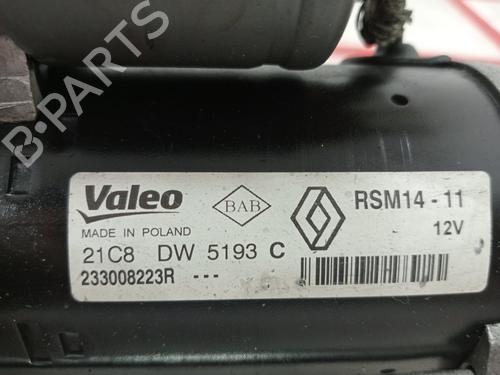 B-PARTS
Valeo
BAB
RSM14 - 11
MADE IN POLAND
12V
21C8 DW 5193 C
233008223R ---